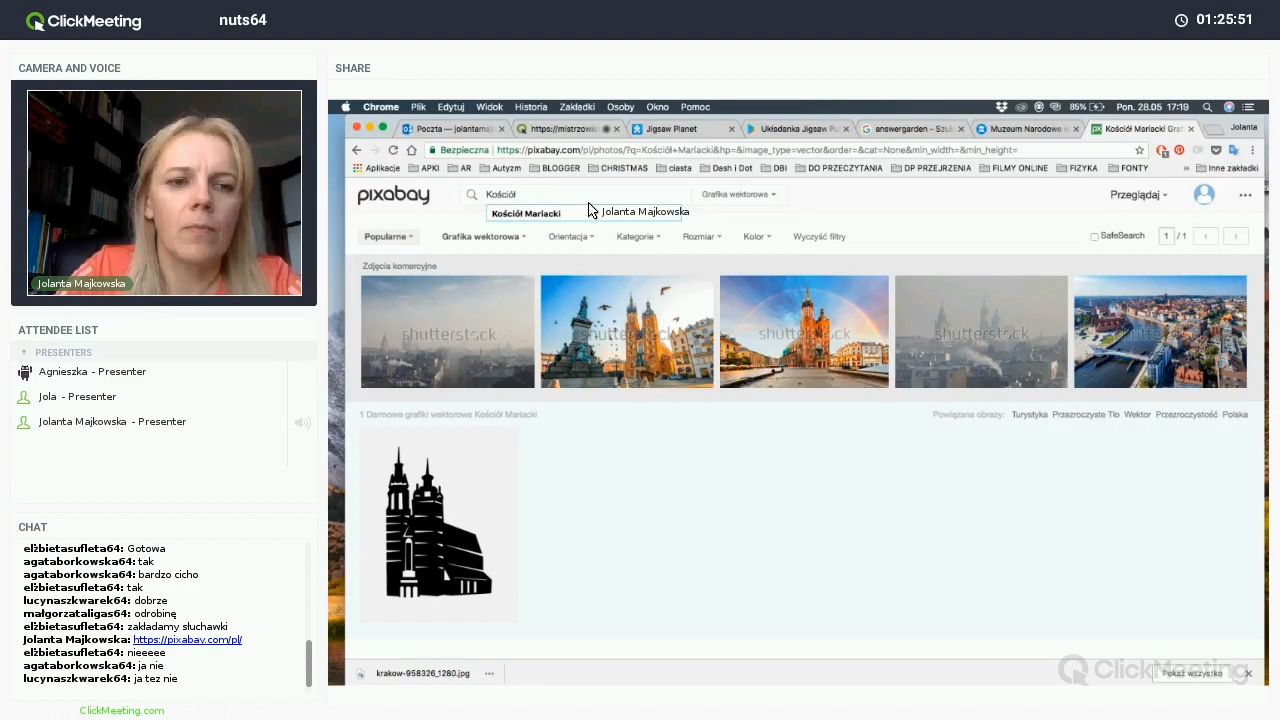 ClickMeeting
nuts64
01:25:51
CAMERA AND VOICE
Jolanta Majkowska
ATTENDEE LIST
PRESENTERS
Agnieszka - Presenter
Jola - Presenter
Jolanta Majkowska - Presenter
CHAT
elżbietasufleta64: Gotowa
agataborkowska64: tak
agataborkowska64: bardzo cicho
elżbietasufleta64: tak
lucynaszkwarek64: dobrze
małgorzataligas64: odrobinę
elżbietasufleta64: zakładamy słuchawki
Jolanta Majkowska: https://pixabay.com/pl/
elżbietasufleta64: nieeeee
agataborkowska64: ja nie
lucynaszkwarek64: ja tez nie
ClickMeeting.com
SHARE
Chrome Plik Edytuj Widok Historia Zakładki Osoby Okno Pomoc 85% Pon. 28.05 17:19
Poczta — jolantamaj https://mistrzowie Jigsaw Planet Układanka Jigsaw Pu answergarden - Szuk Muzeum Narodowe w Kościół Mariacki Graf Jolanta
Bezpieczna https://pixabay.com/pl/photos/?q=Kościół+Mariacki&hp=&image_type=vector&order=&cat=None&min_width=&min_height=
Aplikacje APKI AR Autyzm BLOGGER CHRISTMAS ciasta Dash i Dot DBI DO PRZECZYTANIA DP PRZEJRZENIA FILMY ONLINE FIZYKA FONTY » Inne zakładki
pixabay Kościół Grafika wektorowa Przeglądaj
Kościół Mariacki Jolanta Majkowska
Popularne Grafika wektorowa Orientacja Kategorie Rozmiar Kolor Wyczyść filtry SafeSearch 1 / 1
Zdjęcia komercyjne
shutterstock shutterstock shutterstock shutterstock shutterstock
1 Darmowe grafiki wektorowe Kościół Mariacki Powiązane obrazy: Turystyka Przezroczyste Tło Wektor Przezroczystość Polska
krakow-958326_1280.jpg Pokaż wszystko
ClickMeeting